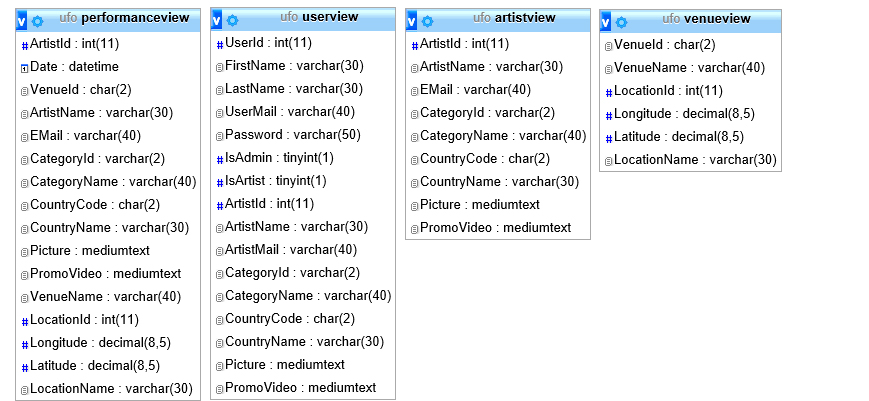 ufo performanceview
ArtistId : int(11)
Date : datetime
VenueId : char(2)
ArtistName : varchar(30)
EMail : varchar(40)
CategoryId : varchar(2)
CategoryName : varchar(40)
CountryCode : char(2)
CountryName : varchar(30)
Picture : mediumtext
PromoVideo : mediumtext
VenueName : varchar(40)
LocationId : int(11)
Longitude : decimal(8,5)
Latitude : decimal(8,5)
LocationName : varchar(30)
ufo userview
UserId : int(11)
FirstName : varchar(30)
LastName : varchar(30)
UserMail : varchar(40)
Password : varchar(50)
IsAdmin : tinyint(1)
IsArtist : tinyint(1)
ArtistId : int(11)
ArtistName : varchar(30)
ArtistMail : varchar(40)
CategoryId : varchar(2)
CategoryName : varchar(40)
CountryCode : char(2)
CountryName : varchar(30)
Picture : mediumtext
PromoVideo : mediumtext
ufo artistview
ArtistId : int(11)
ArtistName : varchar(30)
EMail : varchar(40)
CategoryId : varchar(2)
CategoryName : varchar(40)
CountryCode : char(2)
CountryName : varchar(30)
Picture : mediumtext
PromoVideo : mediumtext
ufo venueview
VenueId : char(2)
VenueName : varchar(40)
LocationId : int(11)
Longitude : decimal(8,5)
Latitude : decimal(8,5)
LocationName : varchar(30)